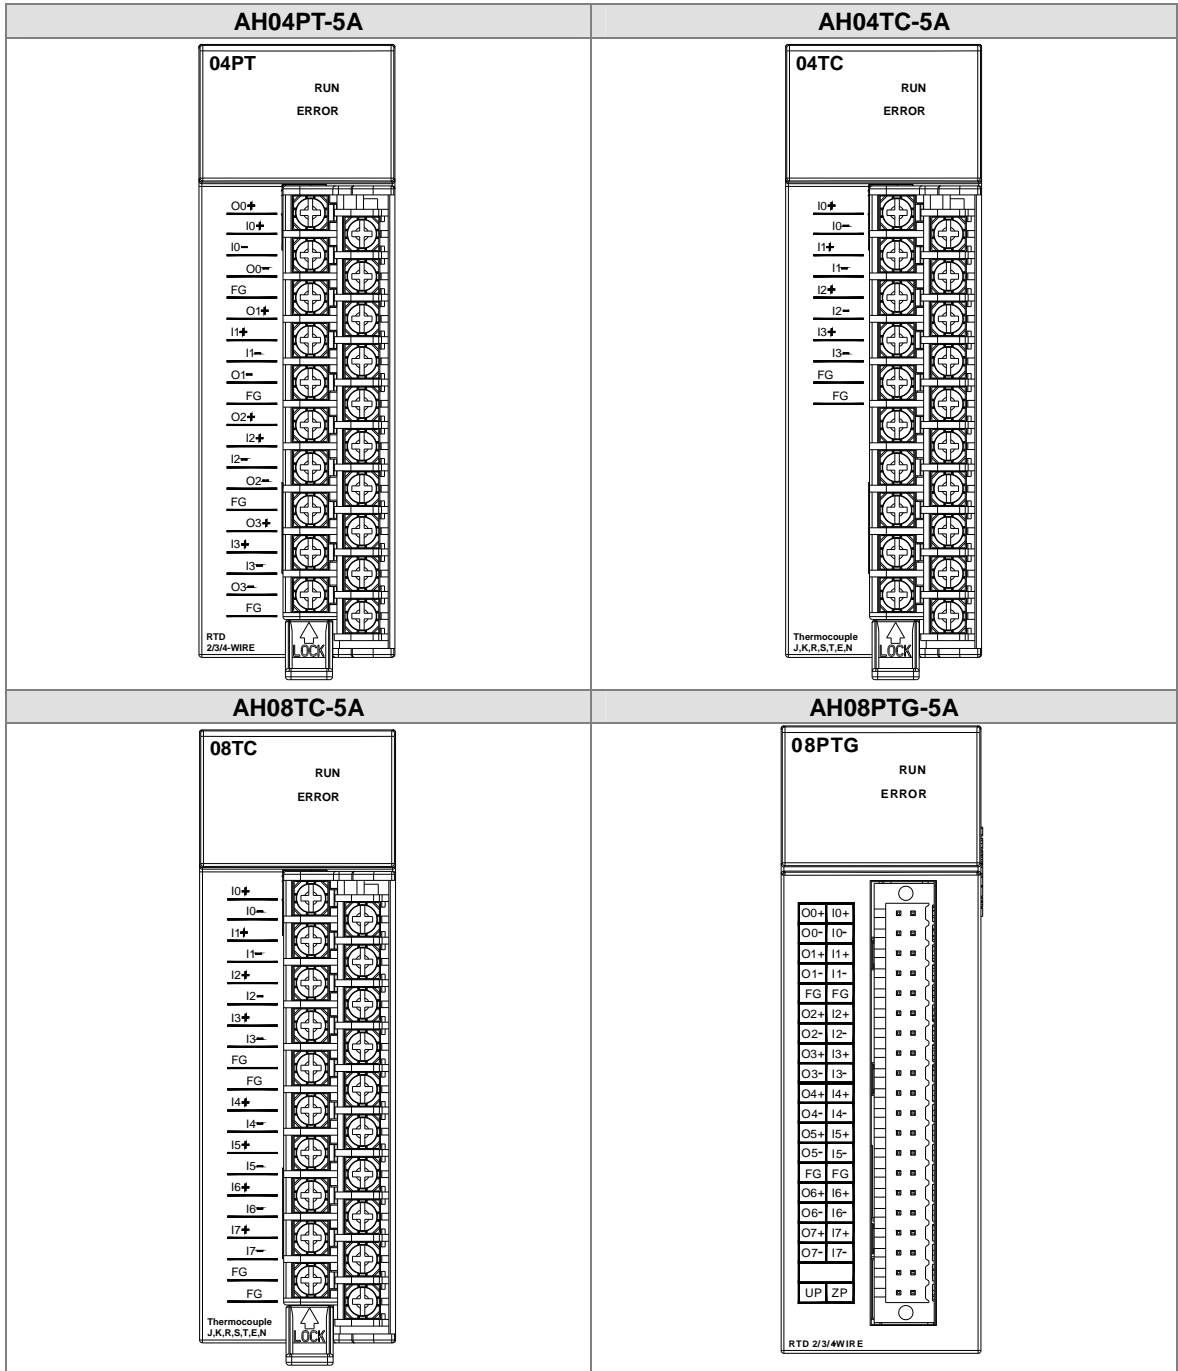 AH04PT-5A
04PT
RUN
ERROR
O0+
I0+
I0-
O0-
FG
O1+
I1+
I1-
O1-
FG
O2+
I2+
I2-
O2-
FG
O3+
I3+
I3-
O3-
FG
RTD
2/3/4-WIRE
LOCK
AH04TC-5A
04TC
RUN
ERROR
I0+
I0-
I1+
I1-
I2+
I2-
I3+
I3-
FG
FG
Thermocouple
J,K,R,S,T,E,N
LOCK
AH08TC-5A
08TC
RUN
ERROR
I0+
I0-
I1+
I1-
I2+
I2-
I3+
I3-
FG
FG
I4+
I4-
I5+
I5-
I6+
I6-
I7+
I7-
FG
FG
Thermocouple
J,K,R,S,T,E,N
LOCK
AH08PTG-5A
08PTG
RUN
ERROR
O0+ I0+
O0- I0-
O1+ I1+
O1- I1-
FG FG
O2+ I2+
O2- I2-
O3+ I3+
O3- I3-
O4+ I4+
O4- I4-
O5+ I5+
O5- I5-
FG FG
O6+ I6+
O6- I6-
O7+ I7+
O7- I7-
UP ZP
RTD 2/3/4WIRE